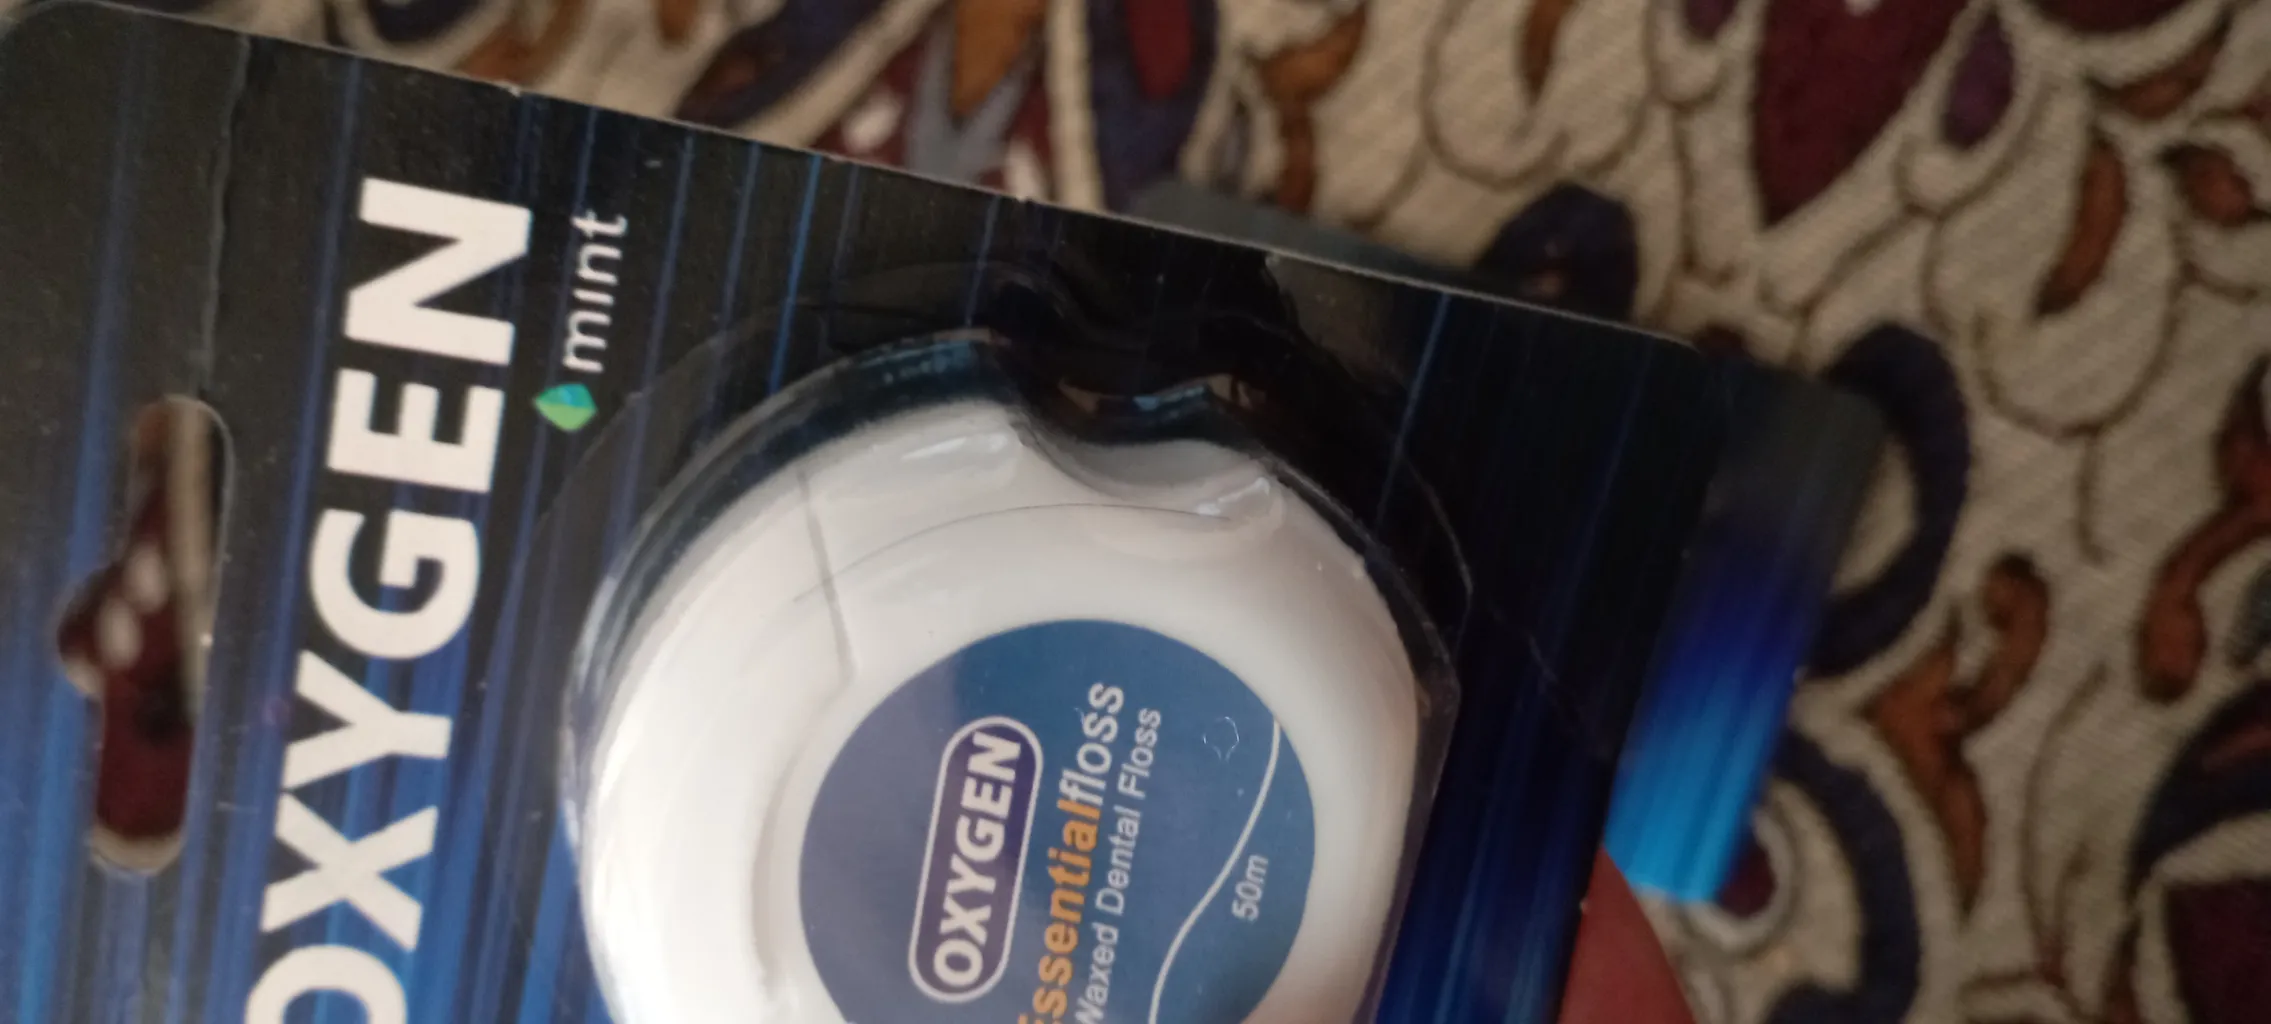 OXYGEN
mint
OXYGEN
Essentialfloss
Waxed Dental Floss
50m